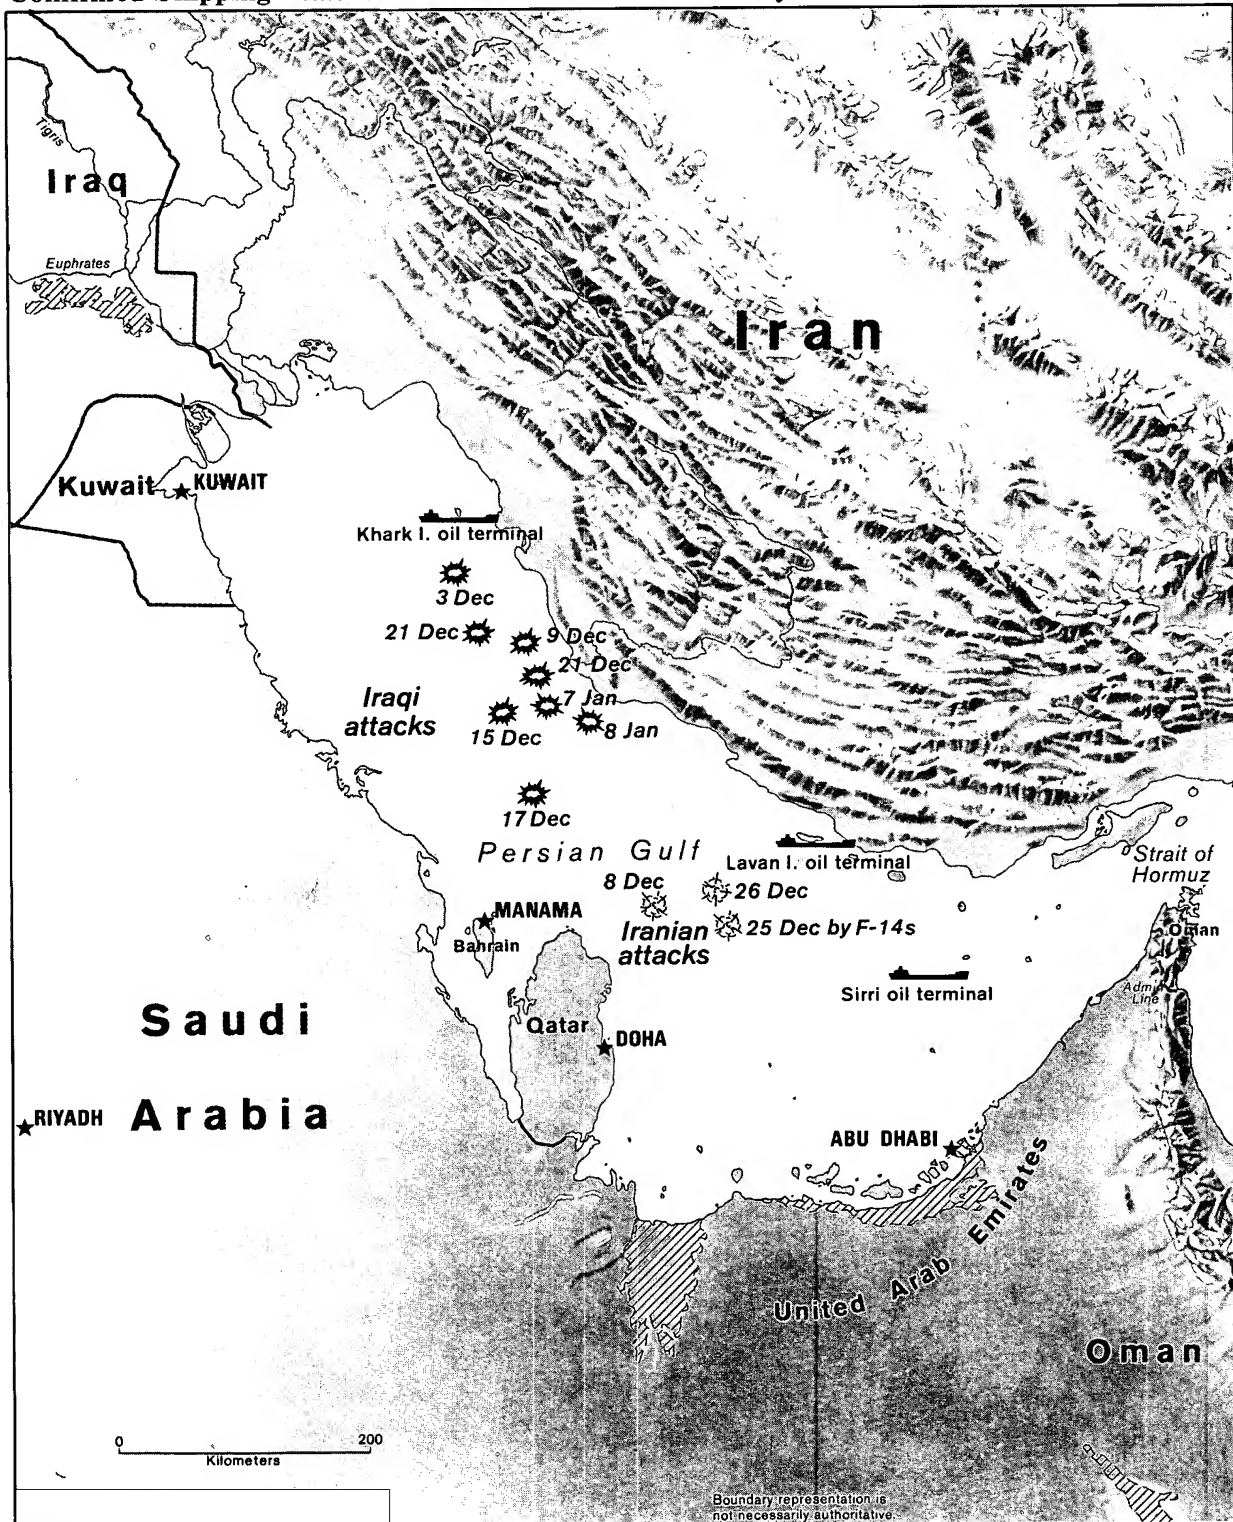 Tigris
Iraq
Euphrates
Iran
Kuwait
KUWAIT
Khark I. oil terminal
3 Dec
21 Dec
9 Dec
21 Dec
Iraqi
attacks
7 Jan
15 Dec
8 Jan
17 Dec
Persian Gulf
Lavan I. oil terminal
Strait of
Hormuz
8 Dec
26 Dec
MANAMA
Bahrain
Iranian
attacks
25 Dec by F-14s
Oman
Sirri oil terminal
Admin
Line
Saudi
Arabia
Qatar
DOHA
RIYADH
ABU DHABI
United Arab Emirates
Oman
0 200
Kilometers
Boundary representation is
not necessarily authoritative.